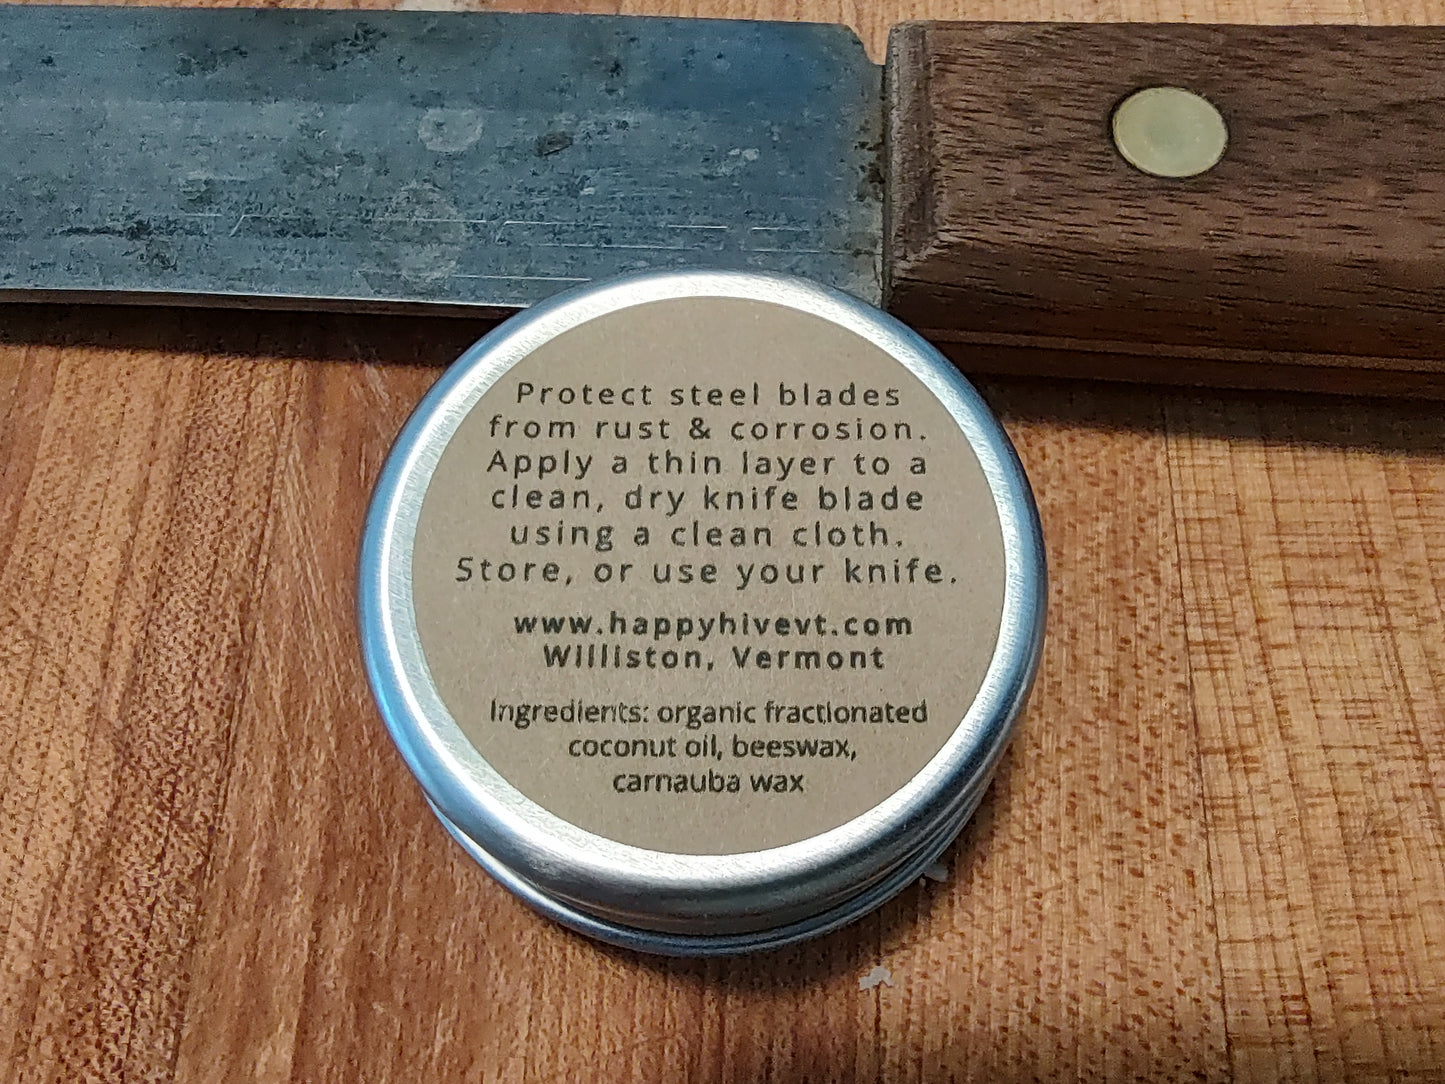 Protect steel blades
from rust & corrosion.
Apply a thin layer to a
clean, dry knife blade
using a clean cloth.
Store, or use your knife.
www.happyhivevt.com
Williston, Vermont
Ingredients: organic fractionated
coconut oil, beeswax,
carnauba wax